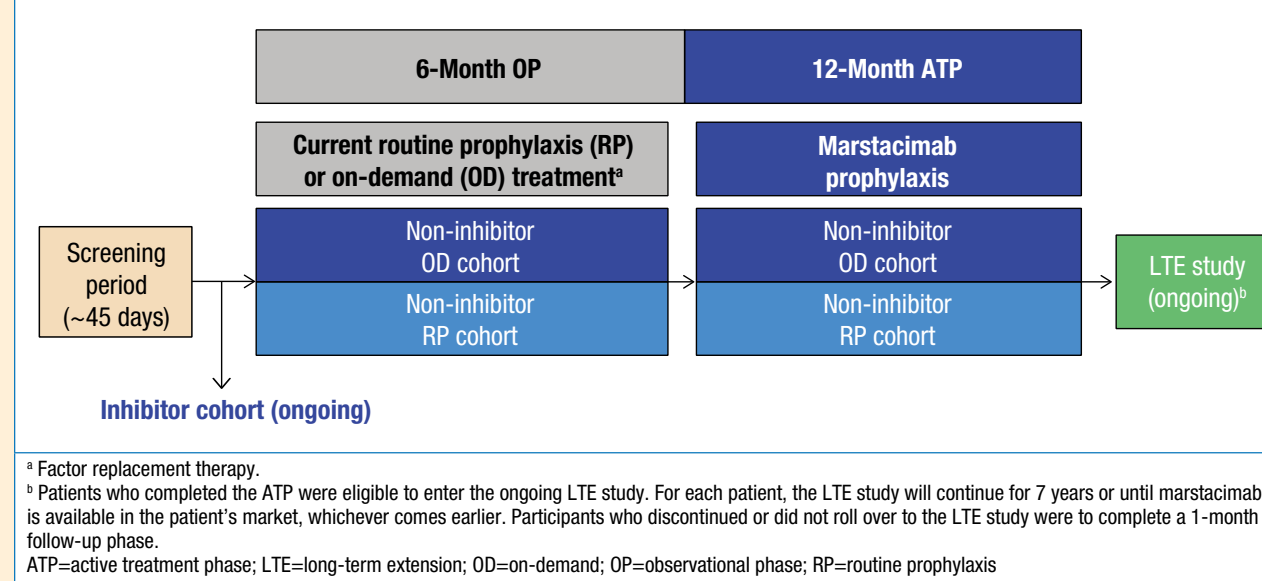 6-Month OP
12-Month ATP
Current routine prophylaxis (RP)
or on-demand (OD) treatmentᵃ
Marstacimab
prophylaxis
Screening
period
(~45 days)
Non-inhibitor
OD cohort
Non-inhibitor
RP cohort
Non-inhibitor
OD cohort
Non-inhibitor
RP cohort
LTE study
(ongoing)ᵇ
Inhibitor cohort (ongoing)
ᵃ Factor replacement therapy.
ᵇ Patients who completed the ATP were eligible to enter the ongoing LTE study. For each patient, the LTE study will continue for 7 years or until marstacimab
is available in the patient’s market, whichever comes earlier. Participants who discontinued or did not roll over to the LTE study were to complete a 1-month
follow-up phase.
ATP=active treatment phase; LTE=long-term extension; OD=on-demand; OP=observational phase; RP=routine prophylaxis